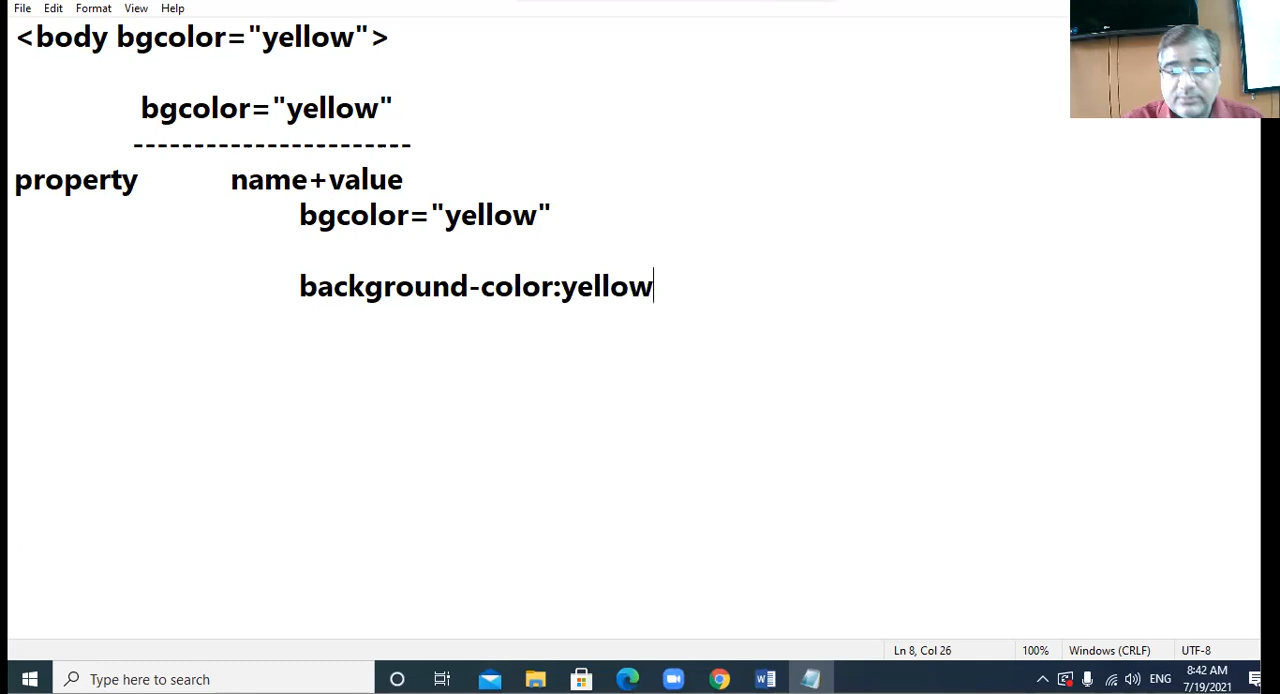 File Edit Format View Help
<body bgcolor="yellow">
bgcolor="yellow"
-----------------------
property name+value
bgcolor="yellow"
background-color:yellow
Ln 8, Col 26 100% Windows (CRLF) UTF-8
Type here to search
ENG
8:42 AM
7/19/2021